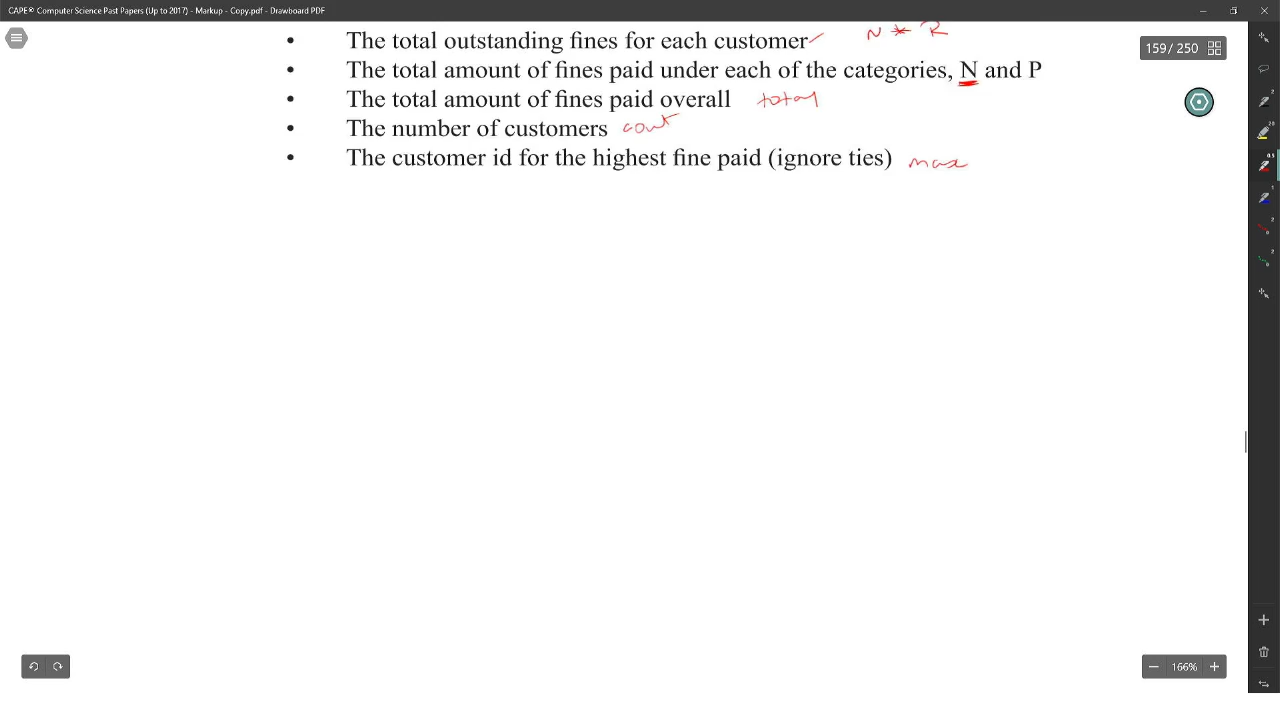 CAPE® Computer Science Past Papers (Up to 2017) - Markup - Copy.pdf - Drawboard PDF
• The total outstanding fines for each customer N * R
159 / 250
• The total amount of fines paid under each of the categories, N and P
• The total amount of fines paid overall total
• The number of customers count
• The customer id for the highest fine paid (ignore ties) max
166%